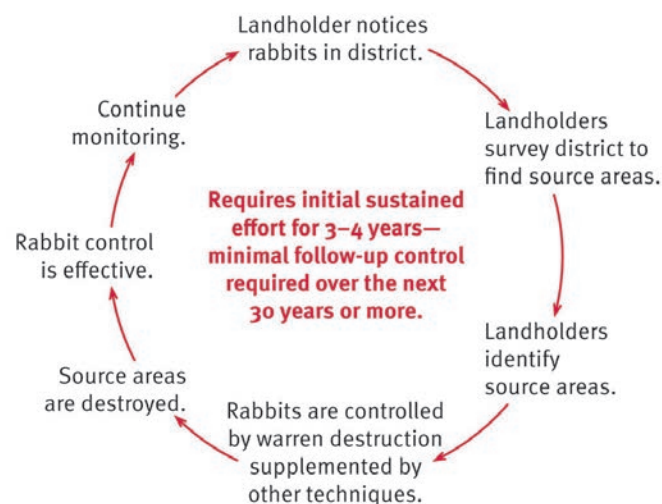 Landholder notices
rabbits in district.
Landholders
survey district to
find source areas.
Landholders
identify
source areas.
Rabbits are controlled
by warren destruction
supplemented by
other techniques.
Source areas
are destroyed.
Rabbit control
is effective.
Continue
monitoring.
Requires initial sustained
effort for 3–4 years—
minimal follow-up control
required over the next
30 years or more.